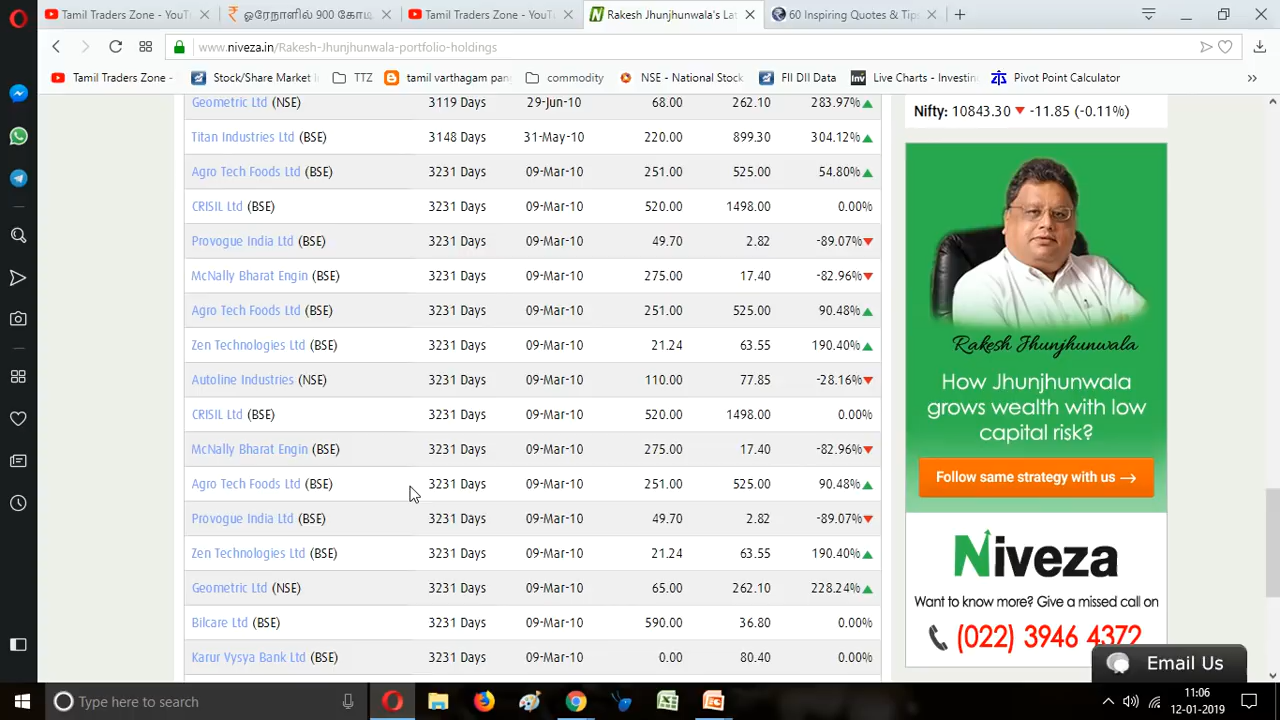 Tamil Traders Zone - YouT
ஓரேநாளில் 900 கோடி
Tamil Traders Zone - YouTu
Rakesh Jhunjhunwala's Lat
60 Inspiring Quotes & Tips
www.niveza.in/Rakesh-Jhunjhunwala-portfolio-holdings
Tamil Traders Zone -
Stock/Share Market I
TTZ
tamil varthagam pan
commodity
NSE - National Stock
FII DII Dasa
Live Charts - Investin
Pivot Point Calculator
Geometric Ltd (NSE) 3119 Days 29-Jun-10 68.00 262.10 283.97%
Titan Industries Ltd (BSE) 3148 Days 31-May-10 220.00 899.30 304.12%
Agro Tech Foods Ltd (BSE) 3231 Days 09-Mar-10 251.00 525.00 54.80%
CRISIL Ltd (BSE) 3231 Days 09-Mar-10 520.00 1498.00 0.00%
Provogue India Ltd (BSE) 3231 Days 09-Mar-10 49.70 2.82 -89.07%
McNally Bharat Engin (BSE) 3231 Days 09-Mar-10 275.00 17.40 -82.96%
Agro Tech Foods Ltd (BSE) 3231 Days 09-Mar-10 251.00 525.00 90.48%
Zen Technologies Ltd (BSE) 3231 Days 09-Mar-10 21.24 63.55 190.40%
Autoline Industries (NSE) 3231 Days 09-Mar-10 110.00 77.85 -28.16%
CRISIL Ltd (BSE) 3231 Days 09-Mar-10 520.00 1498.00 0.00%
McNally Bharat Engin (BSE) 3231 Days 09-Mar-10 275.00 17.40 -82.96%
Agro Tech Foods Ltd (BSE) 3231 Days 09-Mar-10 251.00 525.00 90.48%
Provogue India Ltd (BSE) 3231 Days 09-Mar-10 49.70 2.82 -89.07%
Zen Technologies Ltd (BSE) 3231 Days 09-Mar-10 21.24 63.55 190.40%
Geometric Ltd (NSE) 3231 Days 09-Mar-10 65.00 262.10 228.24%
Bilcare Ltd (BSE) 3231 Days 09-Mar-10 590.00 36.80 0.00%
Karur Vysya Bank Ltd (BSE) 3231 Days 09-Mar-10 0.00 80.40 0.00%
Nifty: 10843.30 -11.85 (-0.11%)
Rakesh Jhunjhunwala
How Jhunjhunwala
grows wealth with low
capital risk?
Follow same strategy with us →
Niveza
Want to know more? Give a missed call on
(022) 3946 4372
Email Us
Type here to search
11:06
12-01-2019